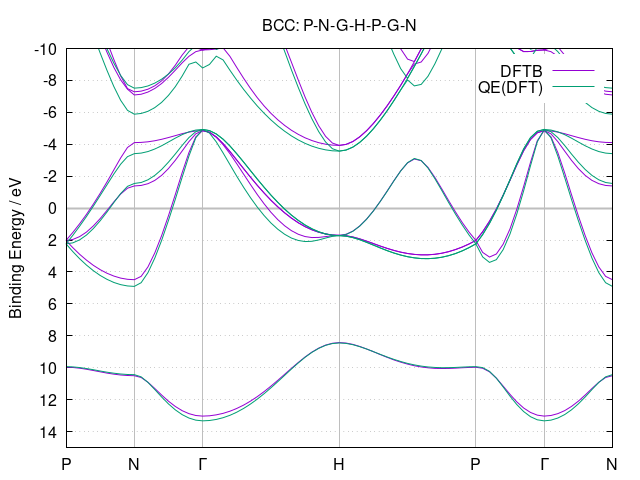 BCC: P-N-G-H-P-G-N
DFTB
QE(DFT)
Binding Energy / eV
-10
-8
-6
-4
-2
0
2
4
6
8
10
12
14
P N Γ H P Γ N